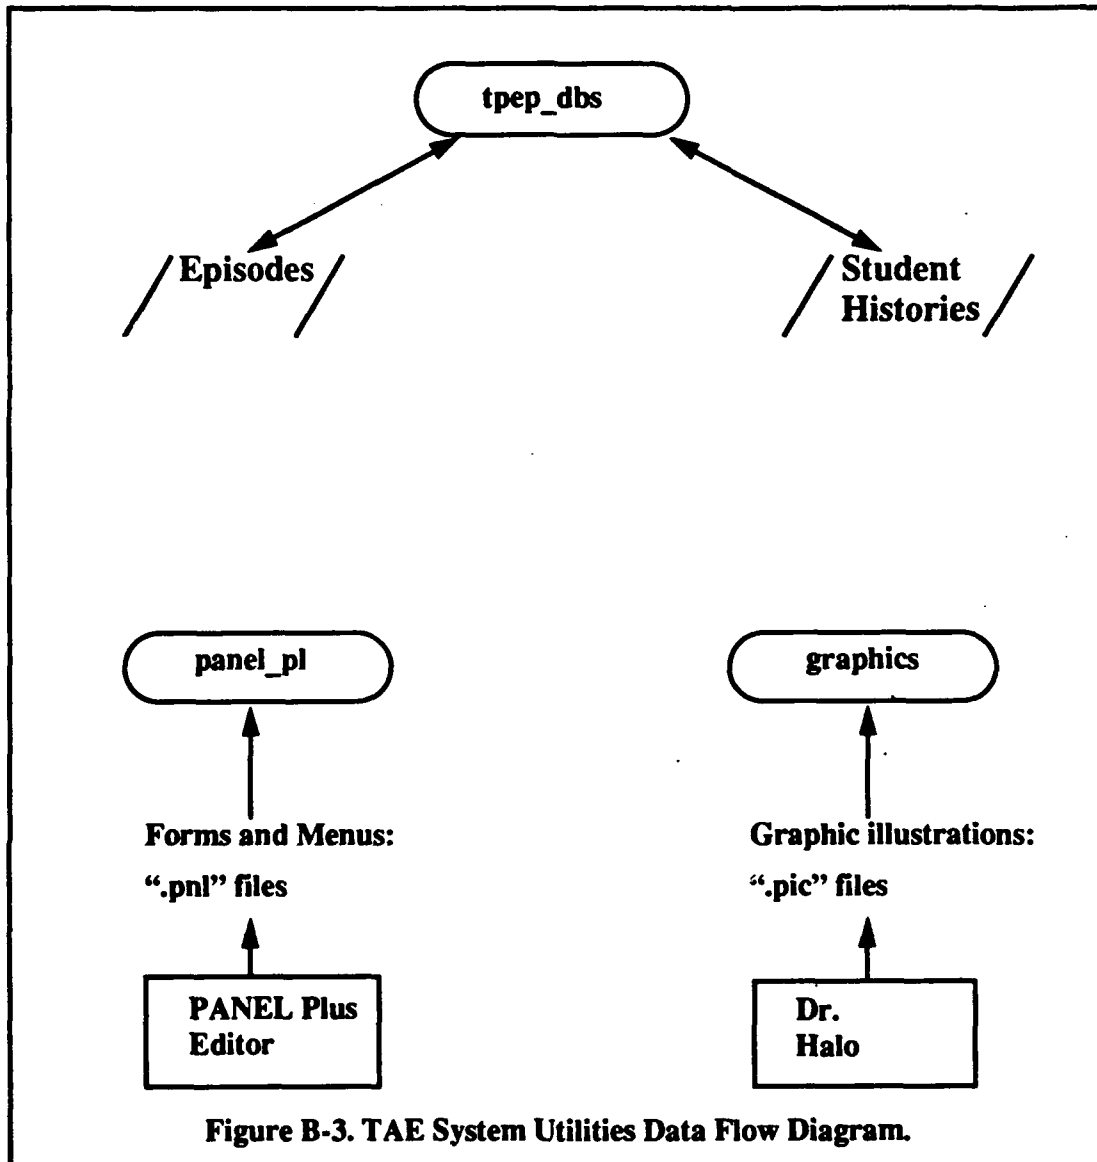 tpep_dbs
Episodes
Student
Histories
panel_pl
graphics
Forms and Menus:
“.pnl” files
Graphic illustrations:
“.pic” files
PANEL Plus
Editor
Dr.
Halo
Figure B-3. TAE System Utilities Data Flow Diagram.